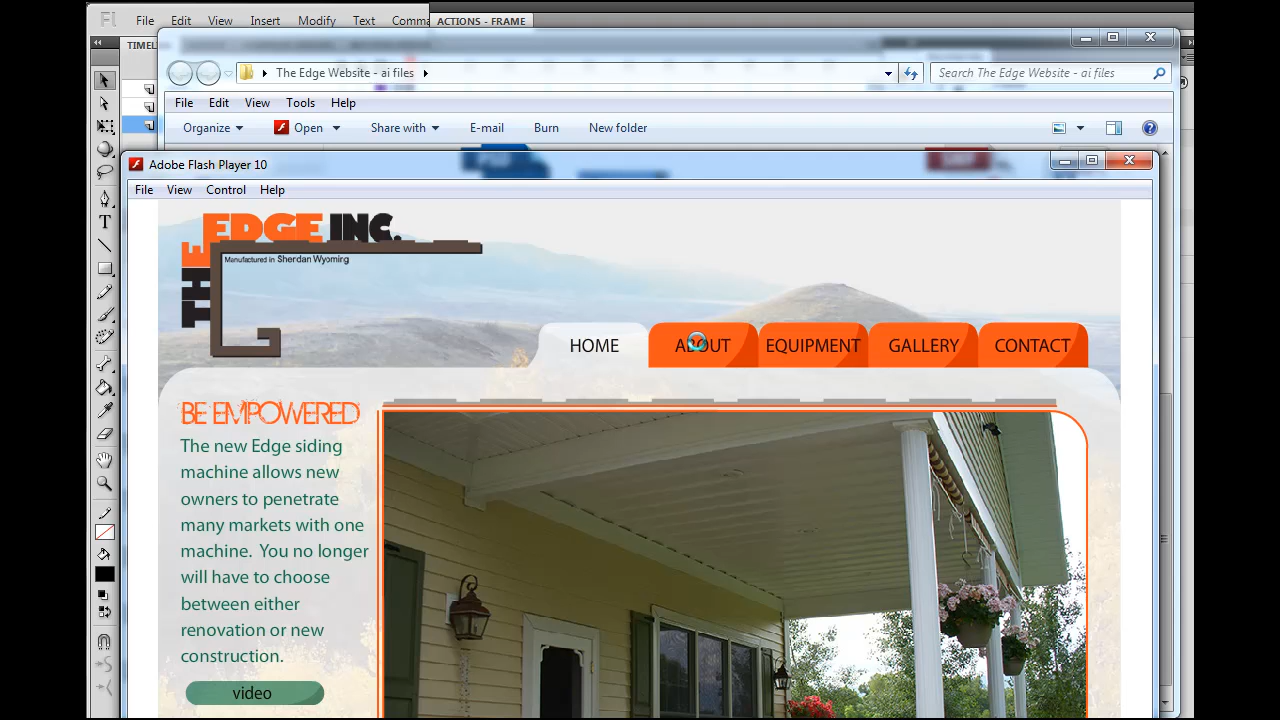 Fl File Edit View Insert Modify Text Comma ACTIONS - FRAME
TIMEL
The Edge Website - ai files
Search The Edge Website - ai files
File Edit View Tools Help
Organize Open Share with E-mail Burn New folder
Adobe Flash Player 10
File View Control Help
THE EDGE INC.
Manufactured in Sherdan Wyoming
HOME ABOUT EQUIPMENT GALLERY CONTACT
BE EMPOWERED
The new Edge siding
machine allows new
owners to penetrate
many markets with one
machine. You no longer
will have to choose
between either
renovation or new
construction.
video